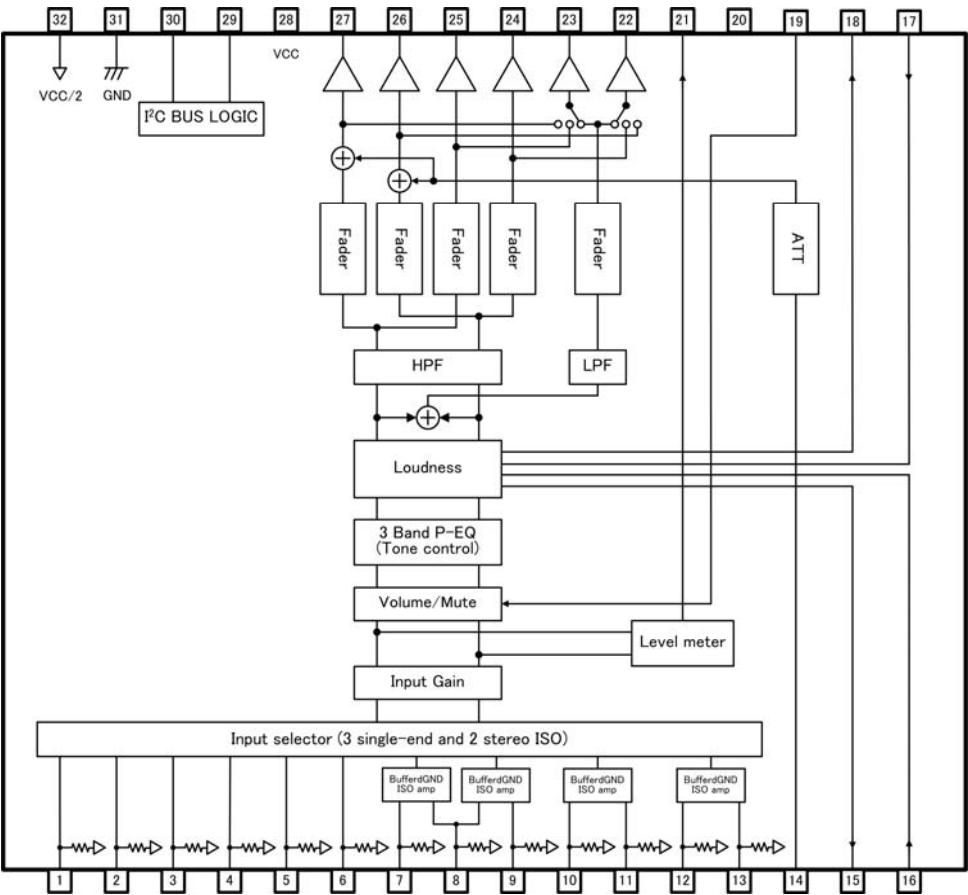 32 31 30 29 28 27 26 25 24 23 22 21 20 19 18 17
VCC
VCC/2 GND
I²C BUS LOGIC
Fader Fader Fader Fader Fader ATT
HPF LPF
Loudness
3 Band P-EQ
(Tone control)
Volume/Mute
Level meter
Input Gain
Input selector (3 single-end and 2 stereo ISO)
BufferdGND BufferdGND BufferdGND BufferdGND
ISO amp ISO amp ISO amp ISO amp
1 2 3 4 5 6 7 8 9 10 11 12 13 14 15 16